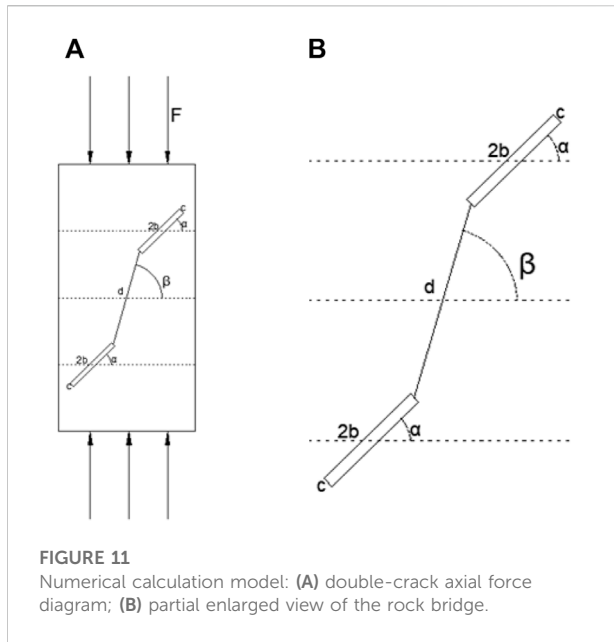 A
B
F
c
2b
α
β
d
2b
α
c
c
2b
α
β
d
2b
α
c
FIGURE 11
Numerical calculation model: (A) double-crack axial force
diagram; (B) partial enlarged view of the rock bridge.